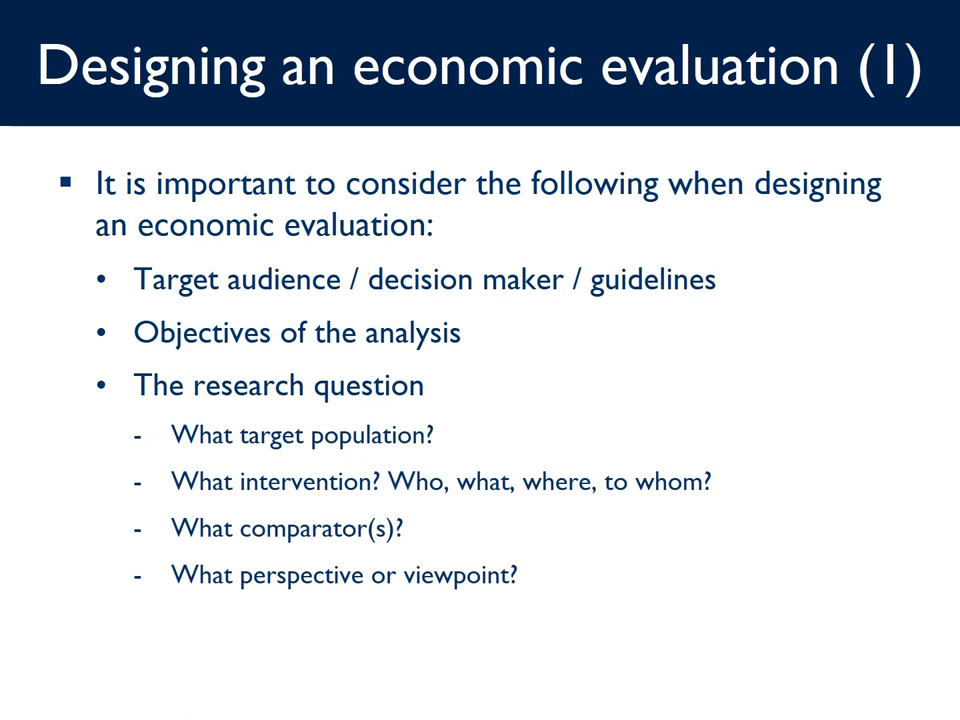 Designing an economic evaluation (1)
▪ It is important to consider the following when designing
an economic evaluation:
• Target audience / decision maker / guidelines
• Objectives of the analysis
• The research question
- What target population?
- What intervention? Who, what, where, to whom?
- What comparator(s)?
- What perspective or viewpoint?